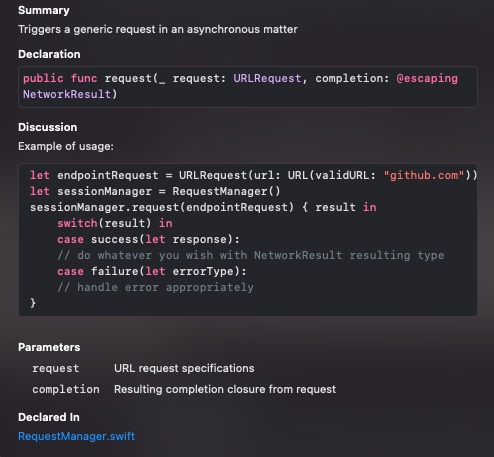 Summary
Triggers a generic request in an asynchronous matter
Declaration
public func request(_ request: URLRequest, completion: @escaping
NetworkResult)
Discussion
Example of usage:
let endpointRequest = URLRequest(url: URL(validURL: "github.com"))
let sessionManager = RequestManager()
sessionManager.request(endpointRequest) { result in
    switch(result) in
    case success(let response):
    // do whatever you wish with NetworkResult resulting type
    case failure(let errorType):
    // handle error appropriately
}
Parameters
request URL request specifications
completion Resulting completion closure from request
Declared In
RequestManager.swift